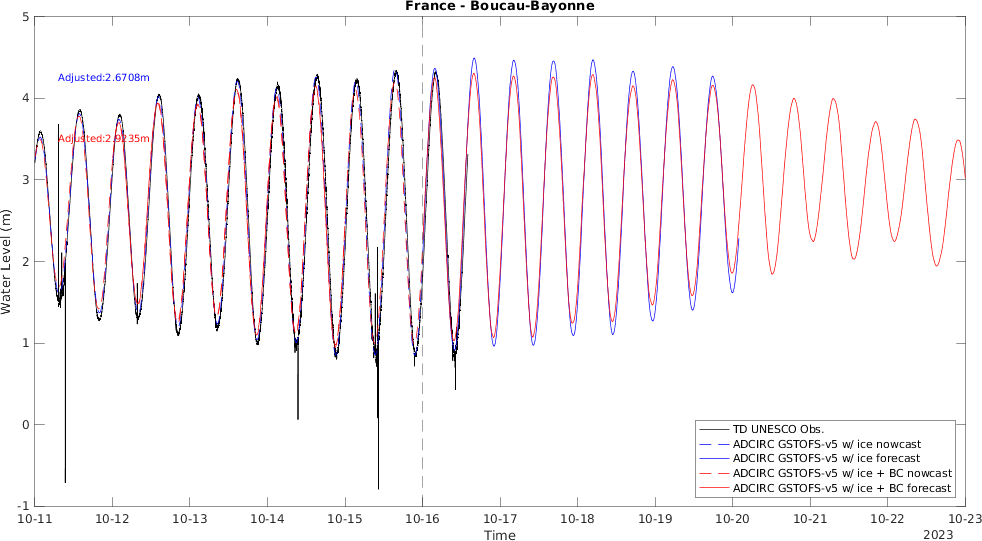 France - Boucau-Bayonne
Water Level (m)
5
4
3
2
1
0
-1
Adjusted:2.6708m
Adjusted:2.9235m
TD UNESCO Obs.
ADCIRC GSTOFS-v5 w/ ice nowcast
ADCIRC GSTOFS-v5 w/ ice forecast
ADCIRC GSTOFS-v5 w/ ice + BC nowcast
ADCIRC GSTOFS-v5 w/ ice + BC forecast
10-11 10-12 10-13 10-14 10-15 10-16 10-17 10-18 10-19 10-20 10-21 10-22 10-23
Time
2023